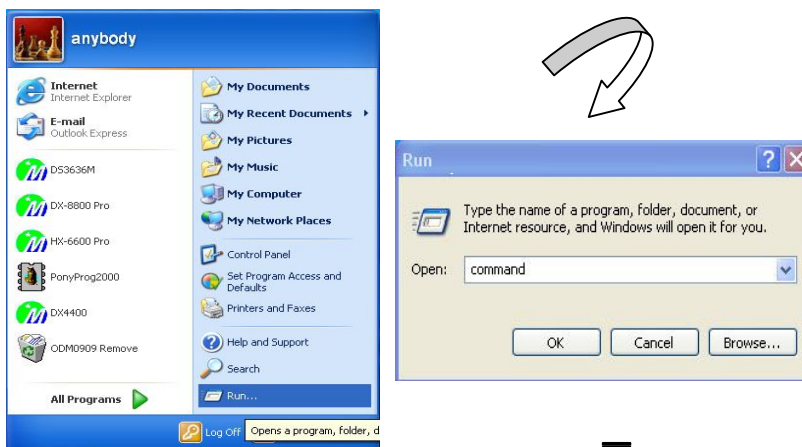 anybody
Internet
Internet Explorer
E-mail
Outlook Express
DS3636M
DX-8800 Pro
HX-6600 Pro
PonyProg2000
DX4400
ODM0909 Remove
All Programs
My Documents
My Recent Documents
My Pictures
My Music
My Computer
My Network Places
Control Panel
Set Program Access and
Defaults
Printers and Faxes
Help and Support
Search
Run...
Log Off
Opens a program, folder, d
Run
Type the name of a program, folder, document, or
Internet resource, and Windows will open it for you.
Open:
command
OK
Cancel
Browse...